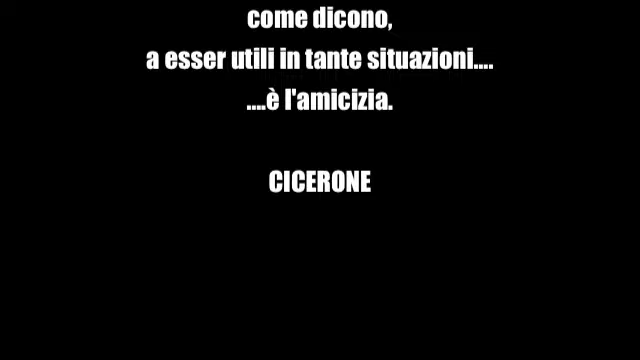 come dicono,
a esser utili in tante situazioni....
....è l'amicizia.
CICERONE